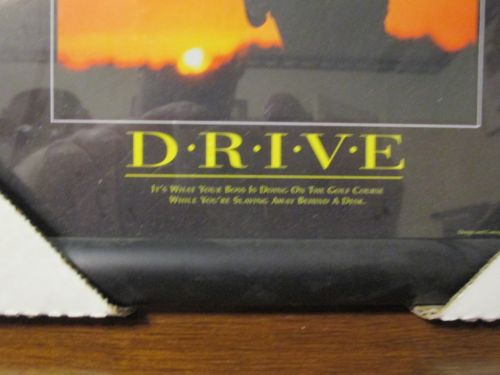 D·R·I·V·E
It's What Your Boss Is Doing On The Golf Course
While You're Slaving Away Behind A Desk.